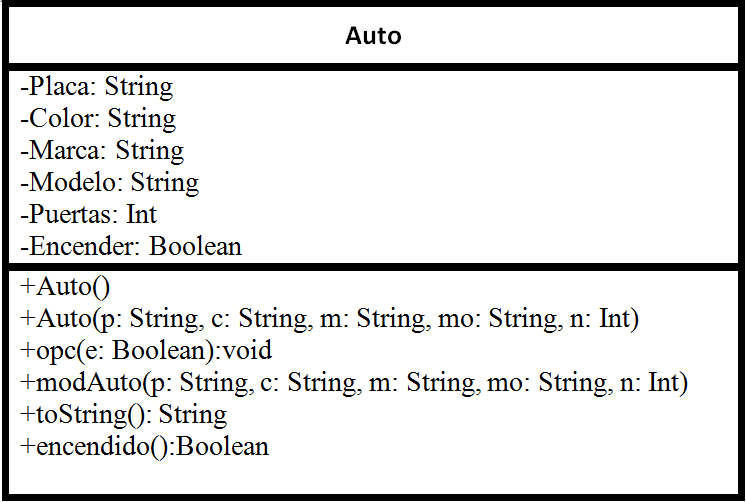 Auto
-Placa: String
-Color: String
-Marca: String
-Modelo: String
-Puertas: Int
-Encender: Boolean
+Auto()
+Auto(p: String, c: String, m: String, mo: String, n: Int)
+opc(e: Boolean):void
+modAuto(p: String, c: String, m: String, mo: String, n: Int)
+toString(): String
+encendido():Boolean